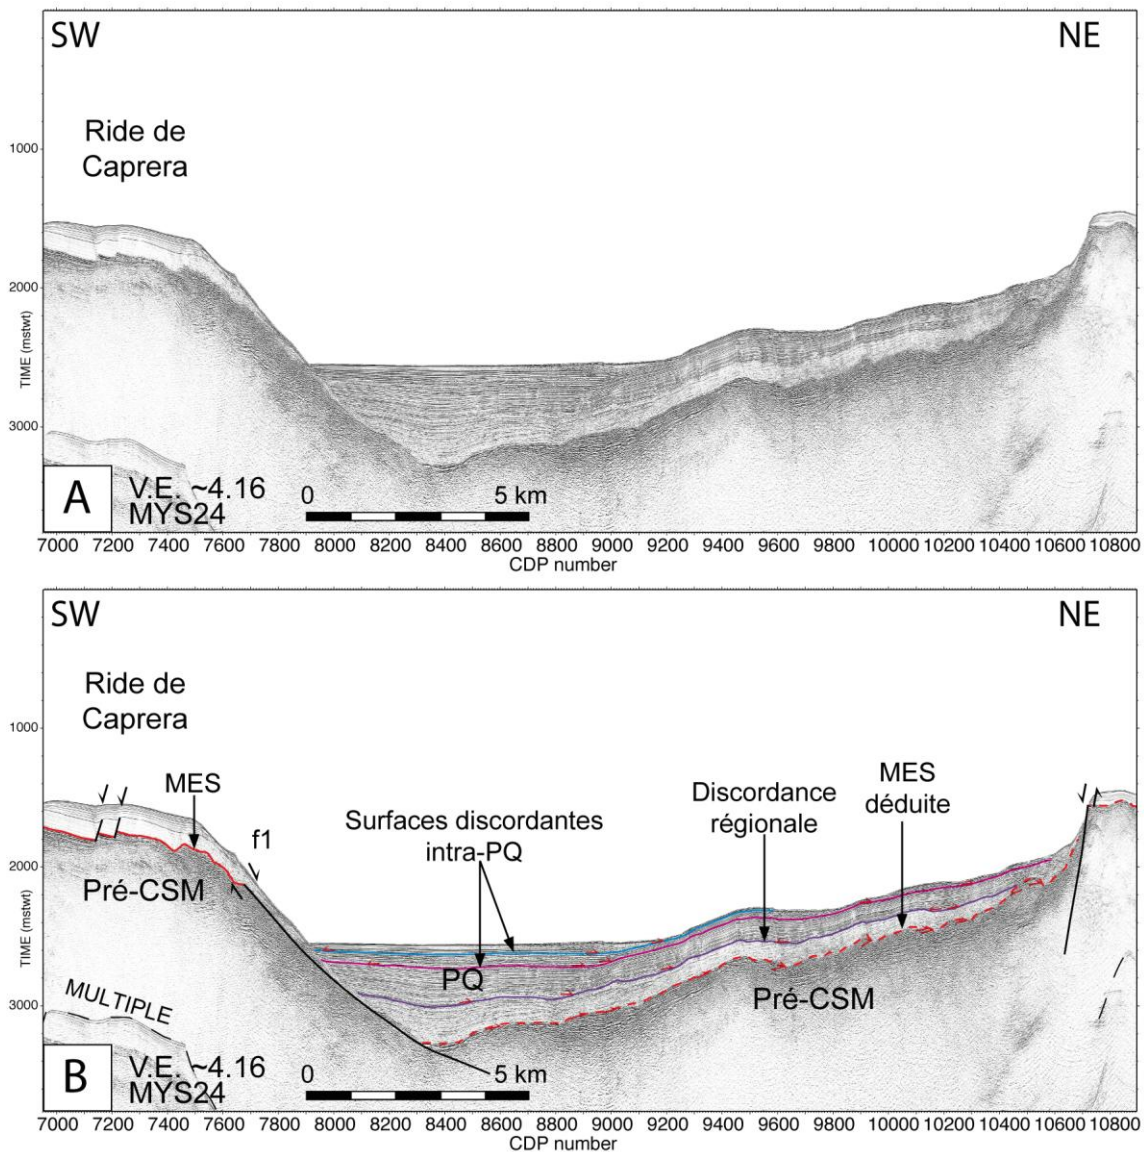 SW NE
Ride de
Caprera
1000
2000
3000
TIME (mstwt)
A
V.E. ~4.16
MYS24
0 5 km
7000 7200 7400 7600 7800 8000 8200 8400 8600 8800 9000 9200 9400 9600 9800 10000 10200 10400 10600 10800
CDP number
SW NE
Ride de
Caprera
1000
2000
3000
TIME (mstwt)
MES
f1
Pré-CSM
Surfaces discordantes
intra-PQ
Discordance
régionale
MES
déduite
PQ
Pré-CSM
MULTIPLE
B
V.E. ~4.16
MYS24
0 5 km
7000 7200 7400 7600 7800 8000 8200 8400 8600 8800 9000 9200 9400 9600 9800 10000 10200 10400 10600 10800
CDP number